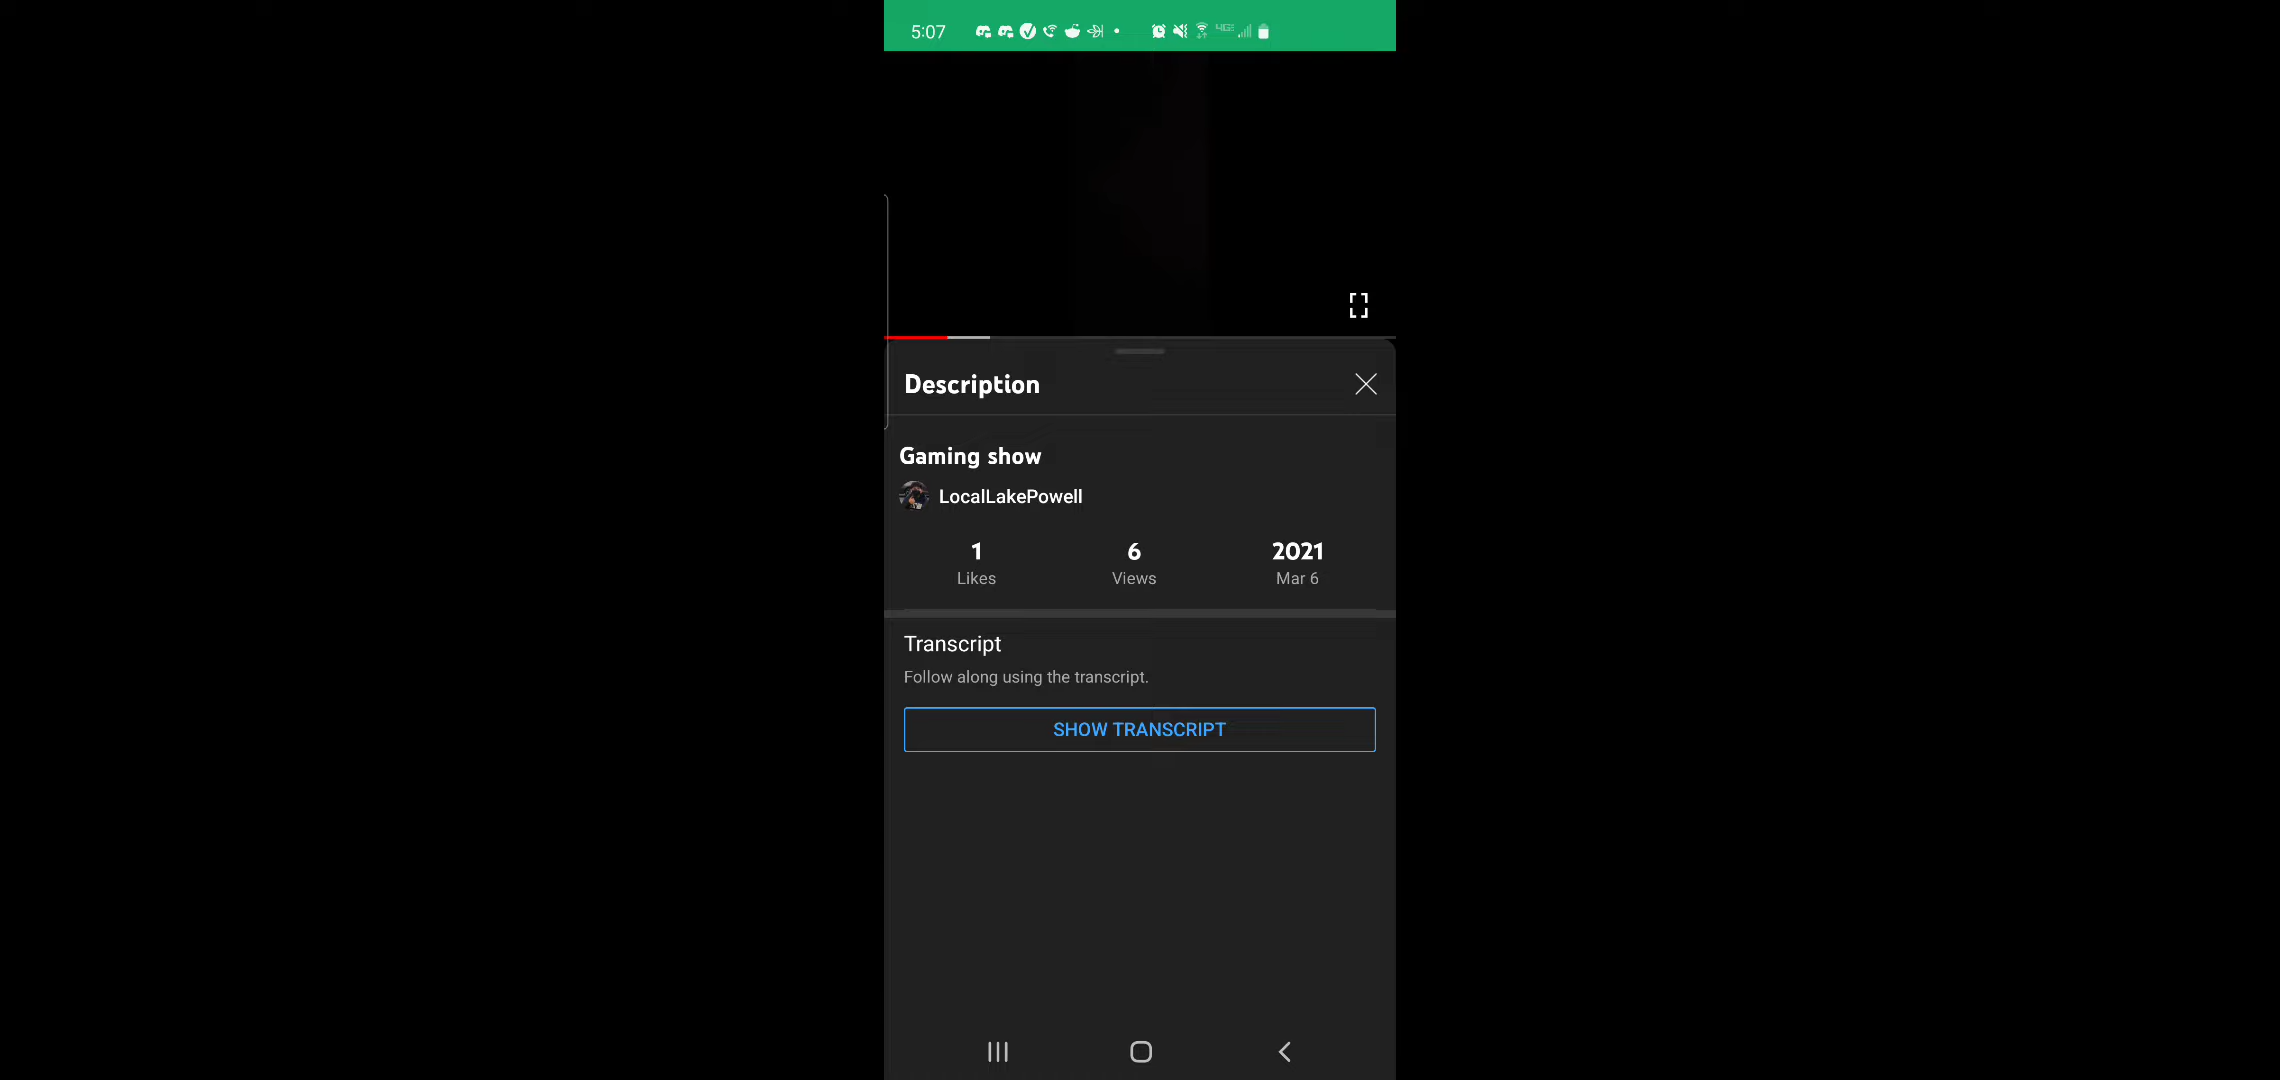 5:07
Description
Gaming show
LocalLakePowell
1 6 2021
Likes Views Mar 6
Transcript
Follow along using the transcript.
SHOW TRANSCRIPT